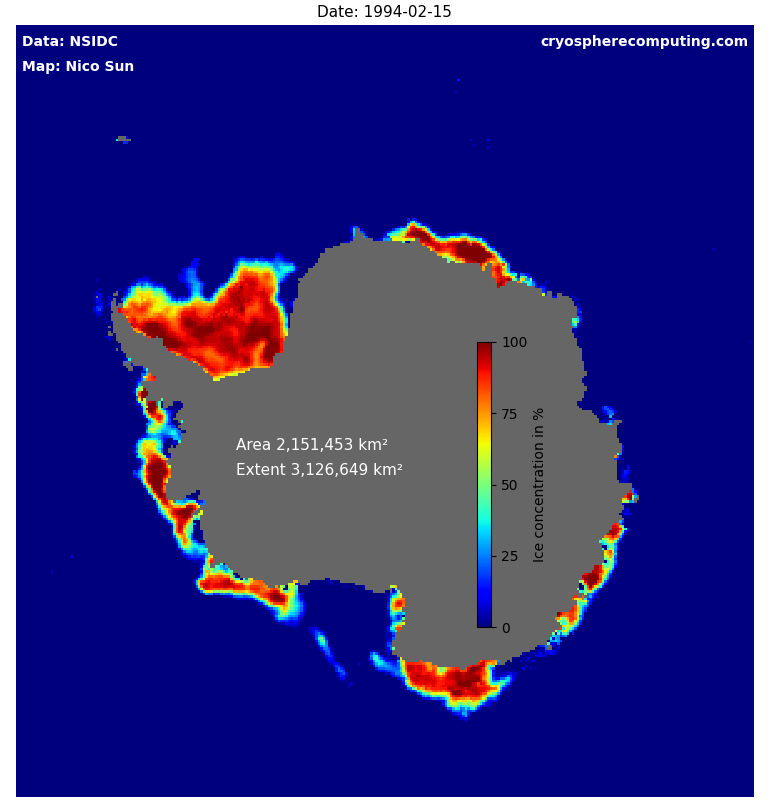 Date: 1994-02-15
Data: NSIDC
cryospherecomputing.com
Map: Nico Sun
100
75
50
25
0
Ice concentration in %
Area 2,151,453 km²
Extent 3,126,649 km²